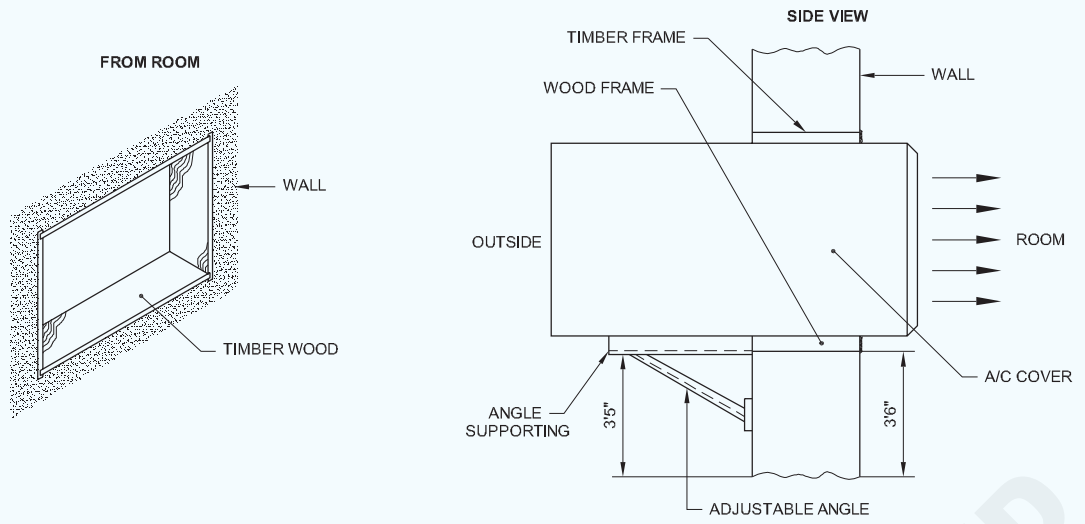 FROM ROOM
WALL
TIMBER WOOD
SIDE VIEW
TIMBER FRAME
WALL
WOOD FRAME
OUTSIDE
ROOM
A/C COVER
ANGLE
SUPPORTING
3'5"
3'6"
ADJUSTABLE ANGLE